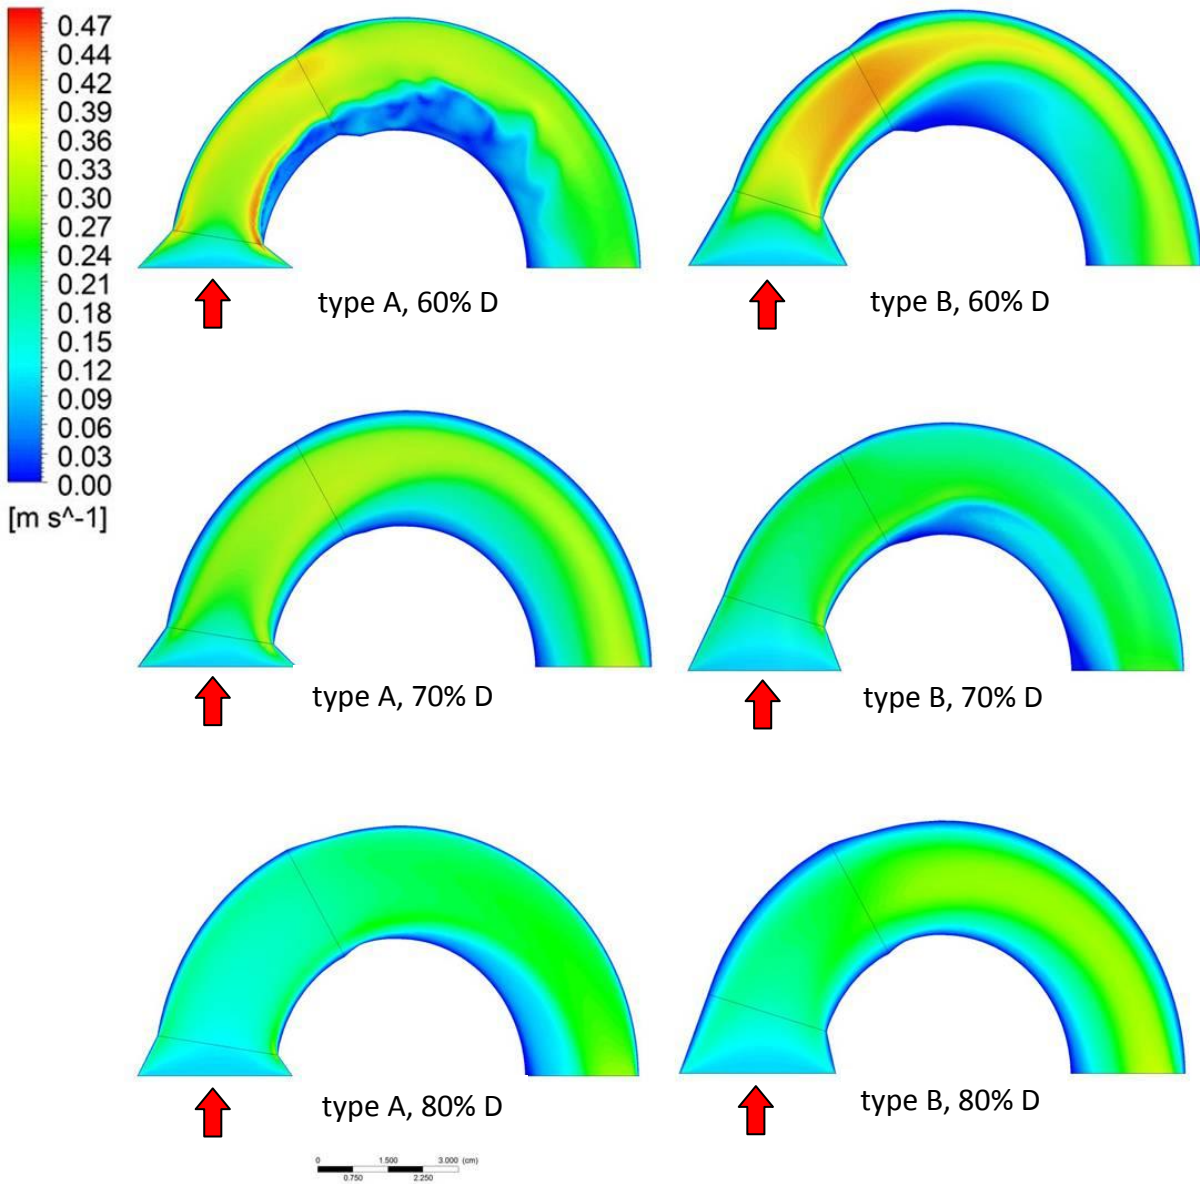 0.47
0.44
0.42
0.39
0.36
0.33
0.30
0.27
0.24
0.21
0.18
0.15
0.12
0.09
0.06
0.03
0.00
[m s^-1]
type A, 60% D
type B, 60% D
type A, 70% D
type B, 70% D
type A, 80% D
type B, 80% D
0 1.500 3.000 (cm)
0.750 2.250